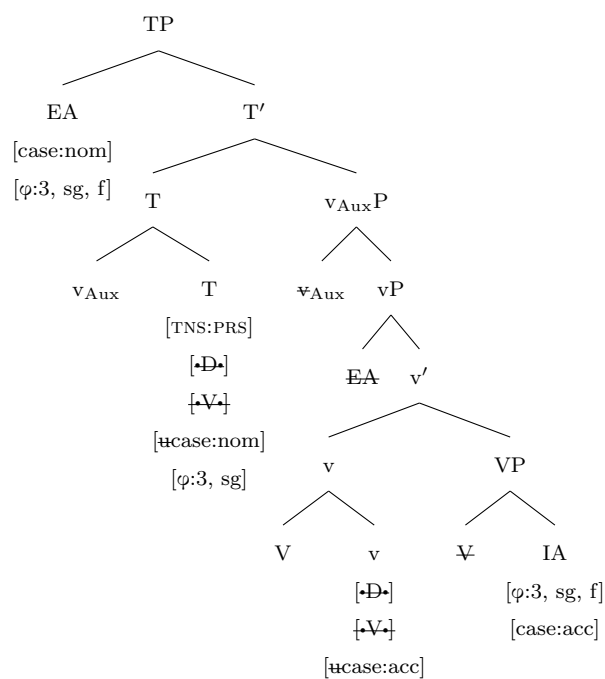 TP
EA T′
[case:nom]
[φ:3, sg, f]
T vAuxP
vAux T vAux vP
[TNS:PRS]
[•D•]
[•V•]
[ucase:nom]
[φ:3, sg]
EA v′
v VP
V v V IA
[•D•] [φ:3, sg, f]
[•V•] [case:acc]
[ucase:acc]